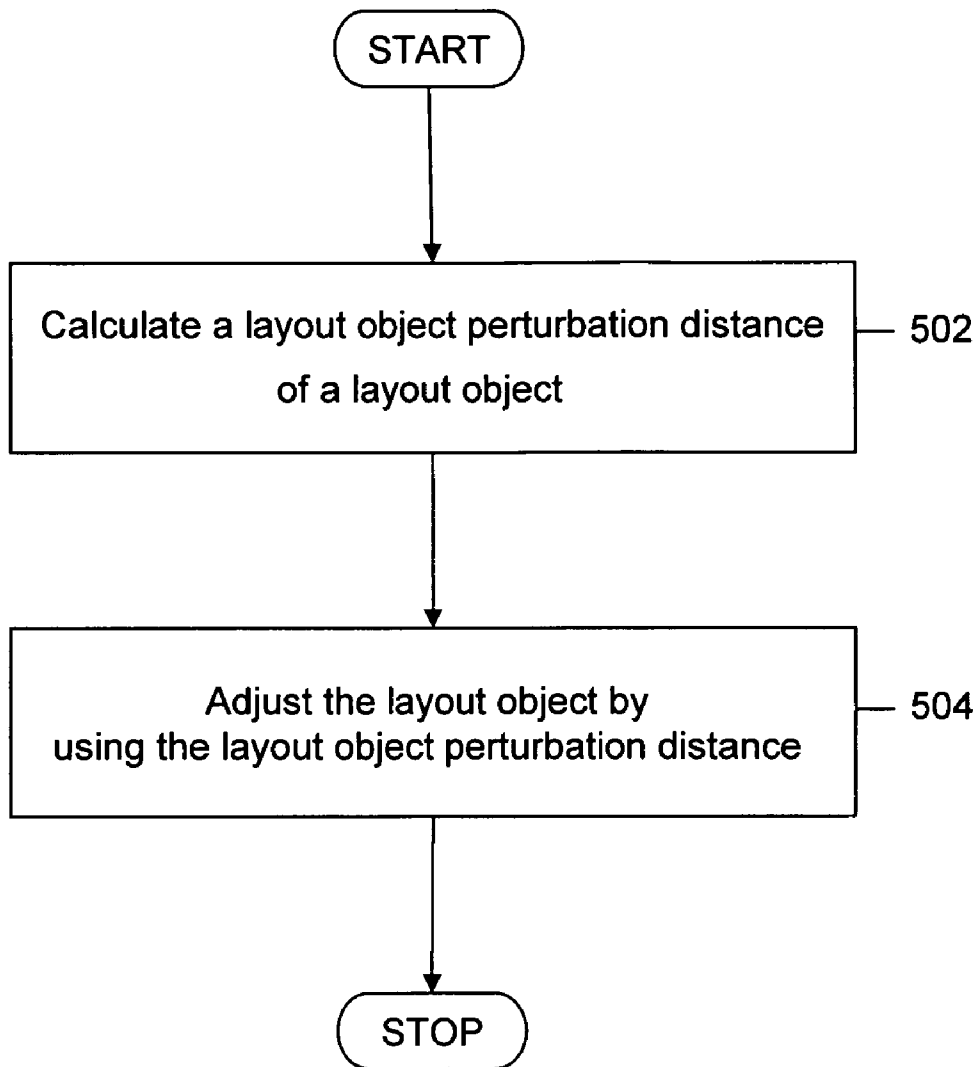 START
Calculate a layout object perturbation distance
of a layout object
502
Adjust the layout object by
using the layout object perturbation distance
504
STOP